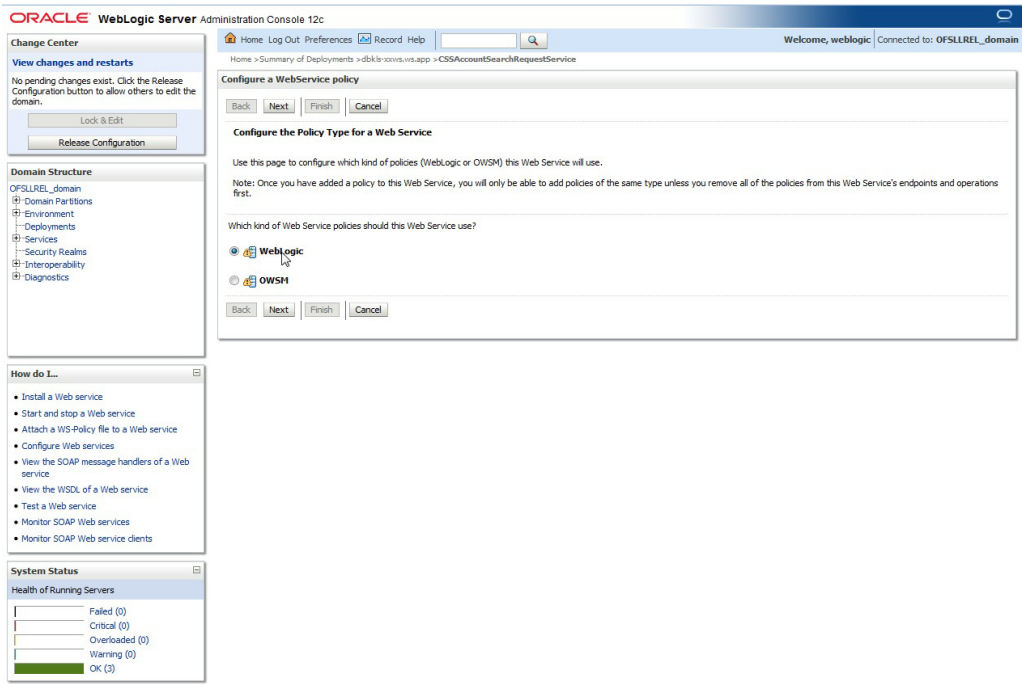 ORACLE WebLogic Server Administration Console 12c
Change Center
View changes and restarts
No pending changes exist. Click the Release
Configuration button to allow others to edit the
domain.
Lock & Edit
Release Configuration
Domain Structure
OFSLLREL_domain
Domain Partitions
Environment
Deployments
Services
Security Realms
Interoperability
Diagnostics
How do I...
Install a Web service
Start and stop a Web service
Attach a WS-Policy file to a Web service
Configure Web services
View the SOAP message handlers of a Web
service
View the WSDL of a Web service
Test a Web service
Monitor SOAP Web services
Monitor SOAP Web service clients
System Status
Health of Running Servers
Failed (0)
Critical (0)
Overloaded (0)
Warning (0)
OK (3)
Home Log Out Preferences Record Help
Welcome, weblogic Connected to: OFSLLREL_domain
Home >Summary of Deployments >dbkls-xxws.ws.app >CSSAccountSearchRequestService
Configure a WebService policy
Back Next Finish Cancel
Configure the Policy Type for a Web Service
Use this page to configure which kind of policies (WebLogic or OWSM) this Web Service will use.
Note: Once you have added a policy to this Web Service, you will only be able to add policies of the same type unless you remove all of the policies from this Web Service's endpoints and operations
first.
Which kind of Web Service policies should this Web Service use?
WebLogic
OWSM
Back Next Finish Cancel